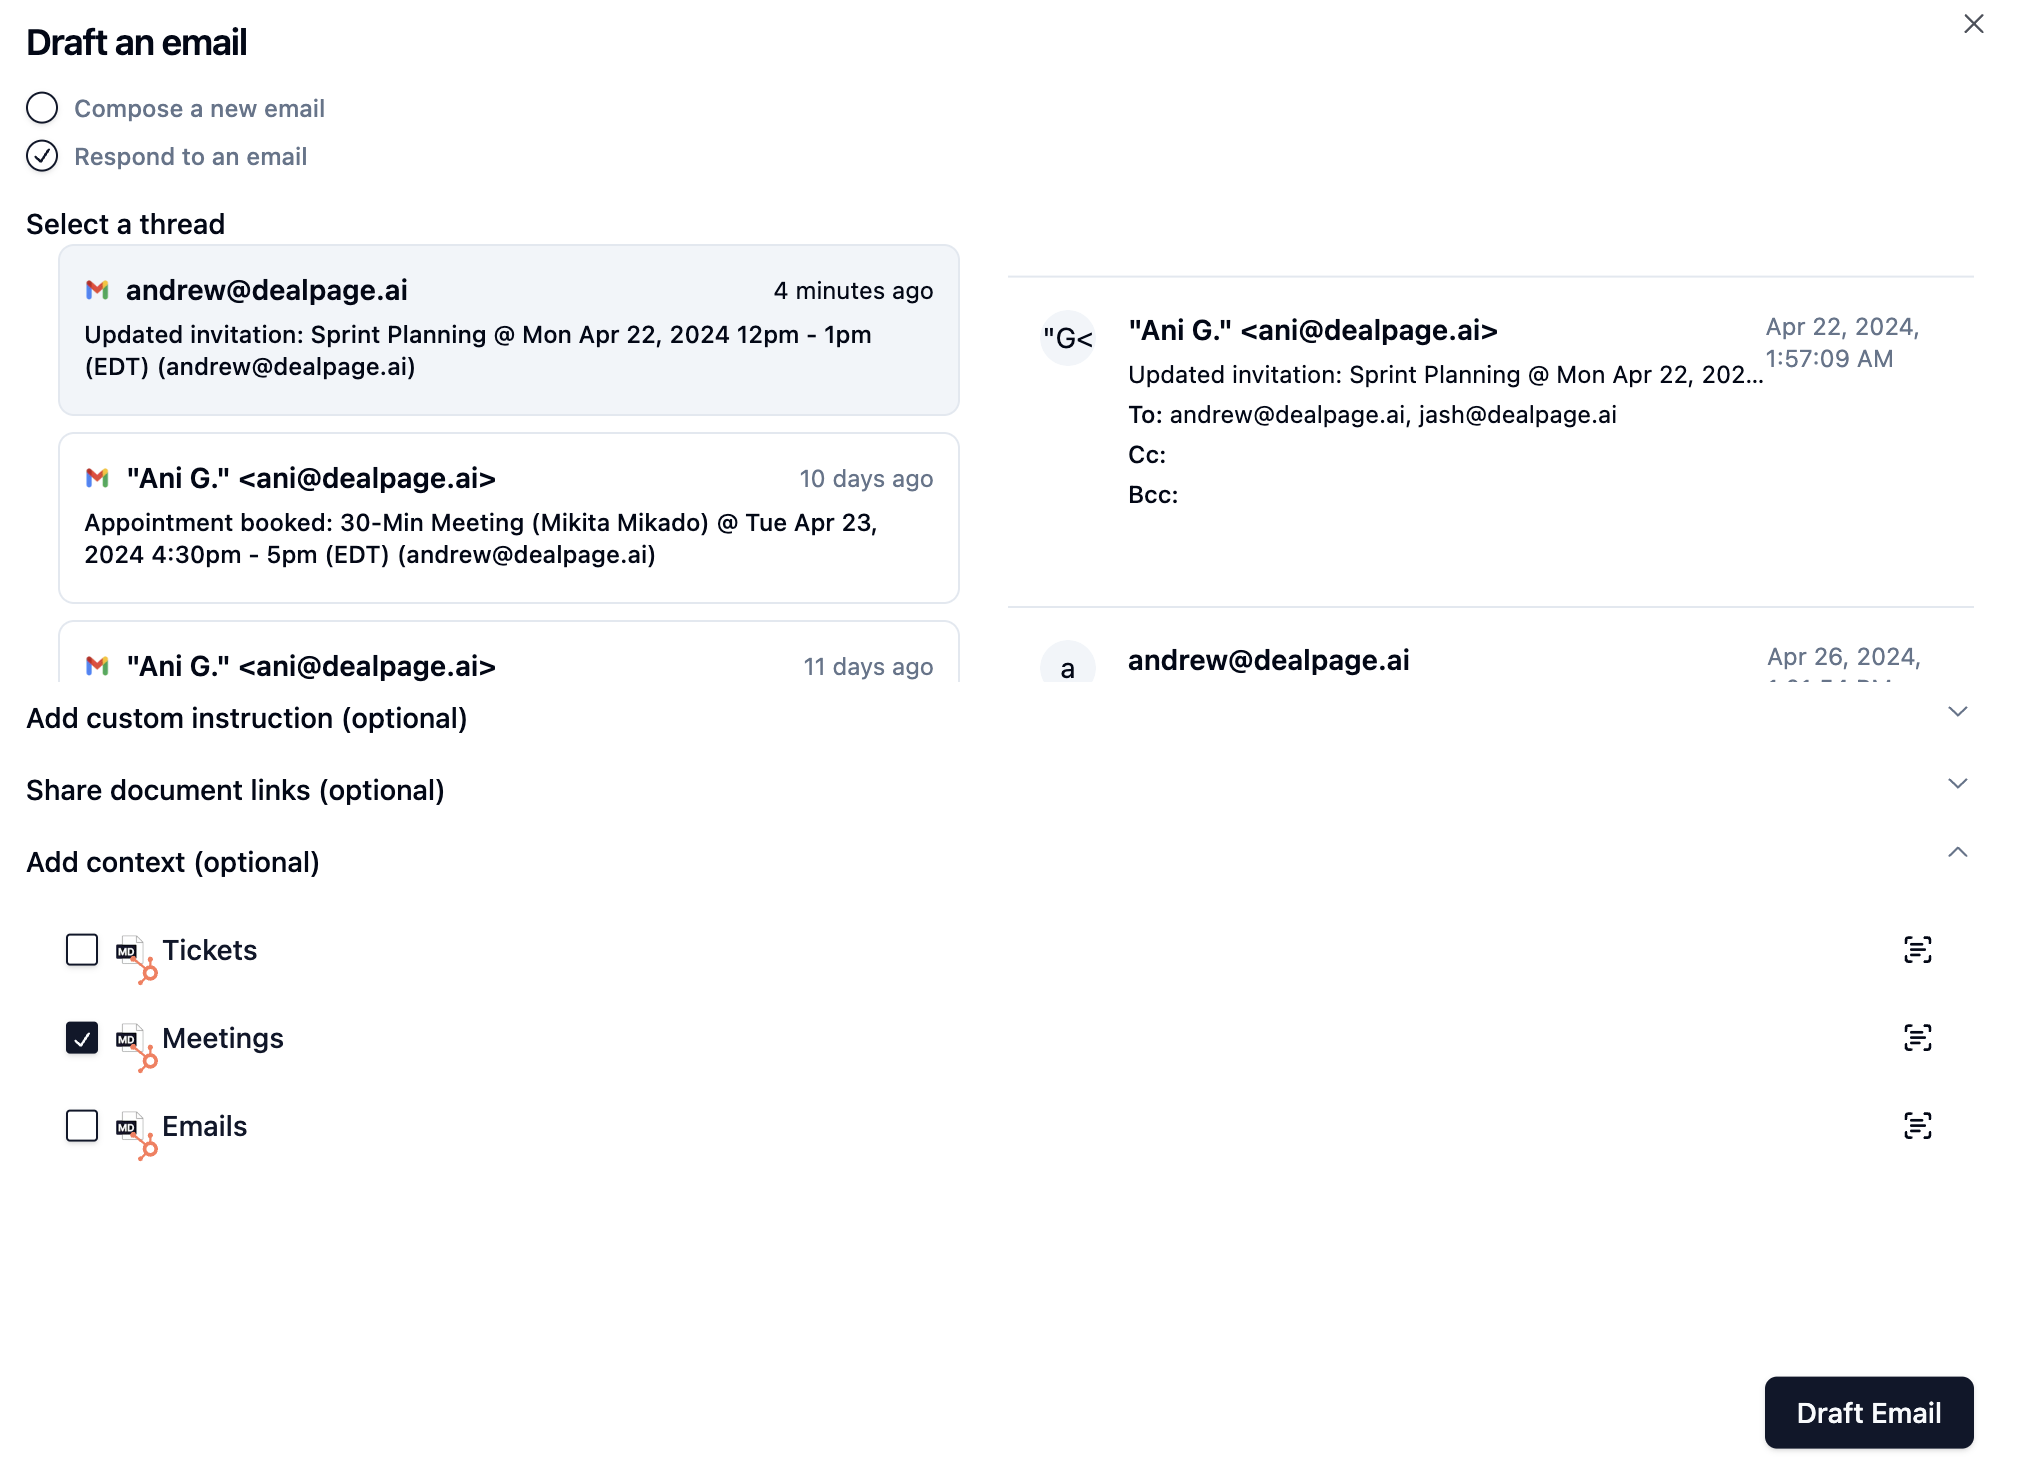 Draft an email
Compose a new email
Respond to an email
Select a thread
andrew@dealpage.ai
4 minutes ago
Updated invitation: Sprint Planning @ Mon Apr 22, 2024 12pm - 1pm
(EDT) (andrew@dealpage.ai)
"Ani G." <ani@dealpage.ai>
10 days ago
Appointment booked: 30-Min Meeting (Mikita Mikado) @ Tue Apr 23,
2024 4:30pm - 5pm (EDT) (andrew@dealpage.ai)
"Ani G." <ani@dealpage.ai>
11 days ago
"G<
"Ani G." <ani@dealpage.ai>
Apr 22, 2024,
1:57:09 AM
Updated invitation: Sprint Planning @ Mon Apr 22, 202...
To: andrew@dealpage.ai, jash@dealpage.ai
Cc:
Bcc:
a
andrew@dealpage.ai
Apr 26, 2024,
Add custom instruction (optional)
Share document links (optional)
Add context (optional)
MD Tickets
MD Meetings
MD Emails
Draft Email